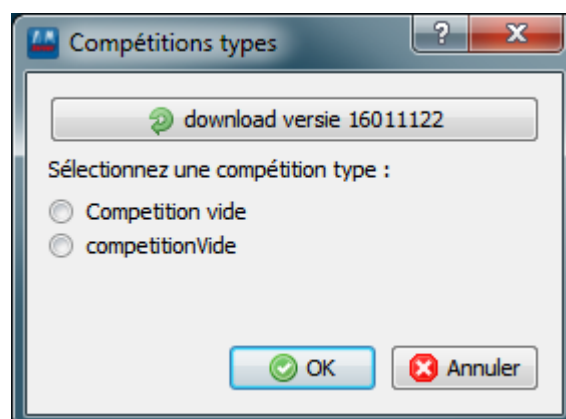 Compétitions types
download versie 16011122
Sélectionnez une compétition type :
Competition vide
competitionVide
OK
Annuler